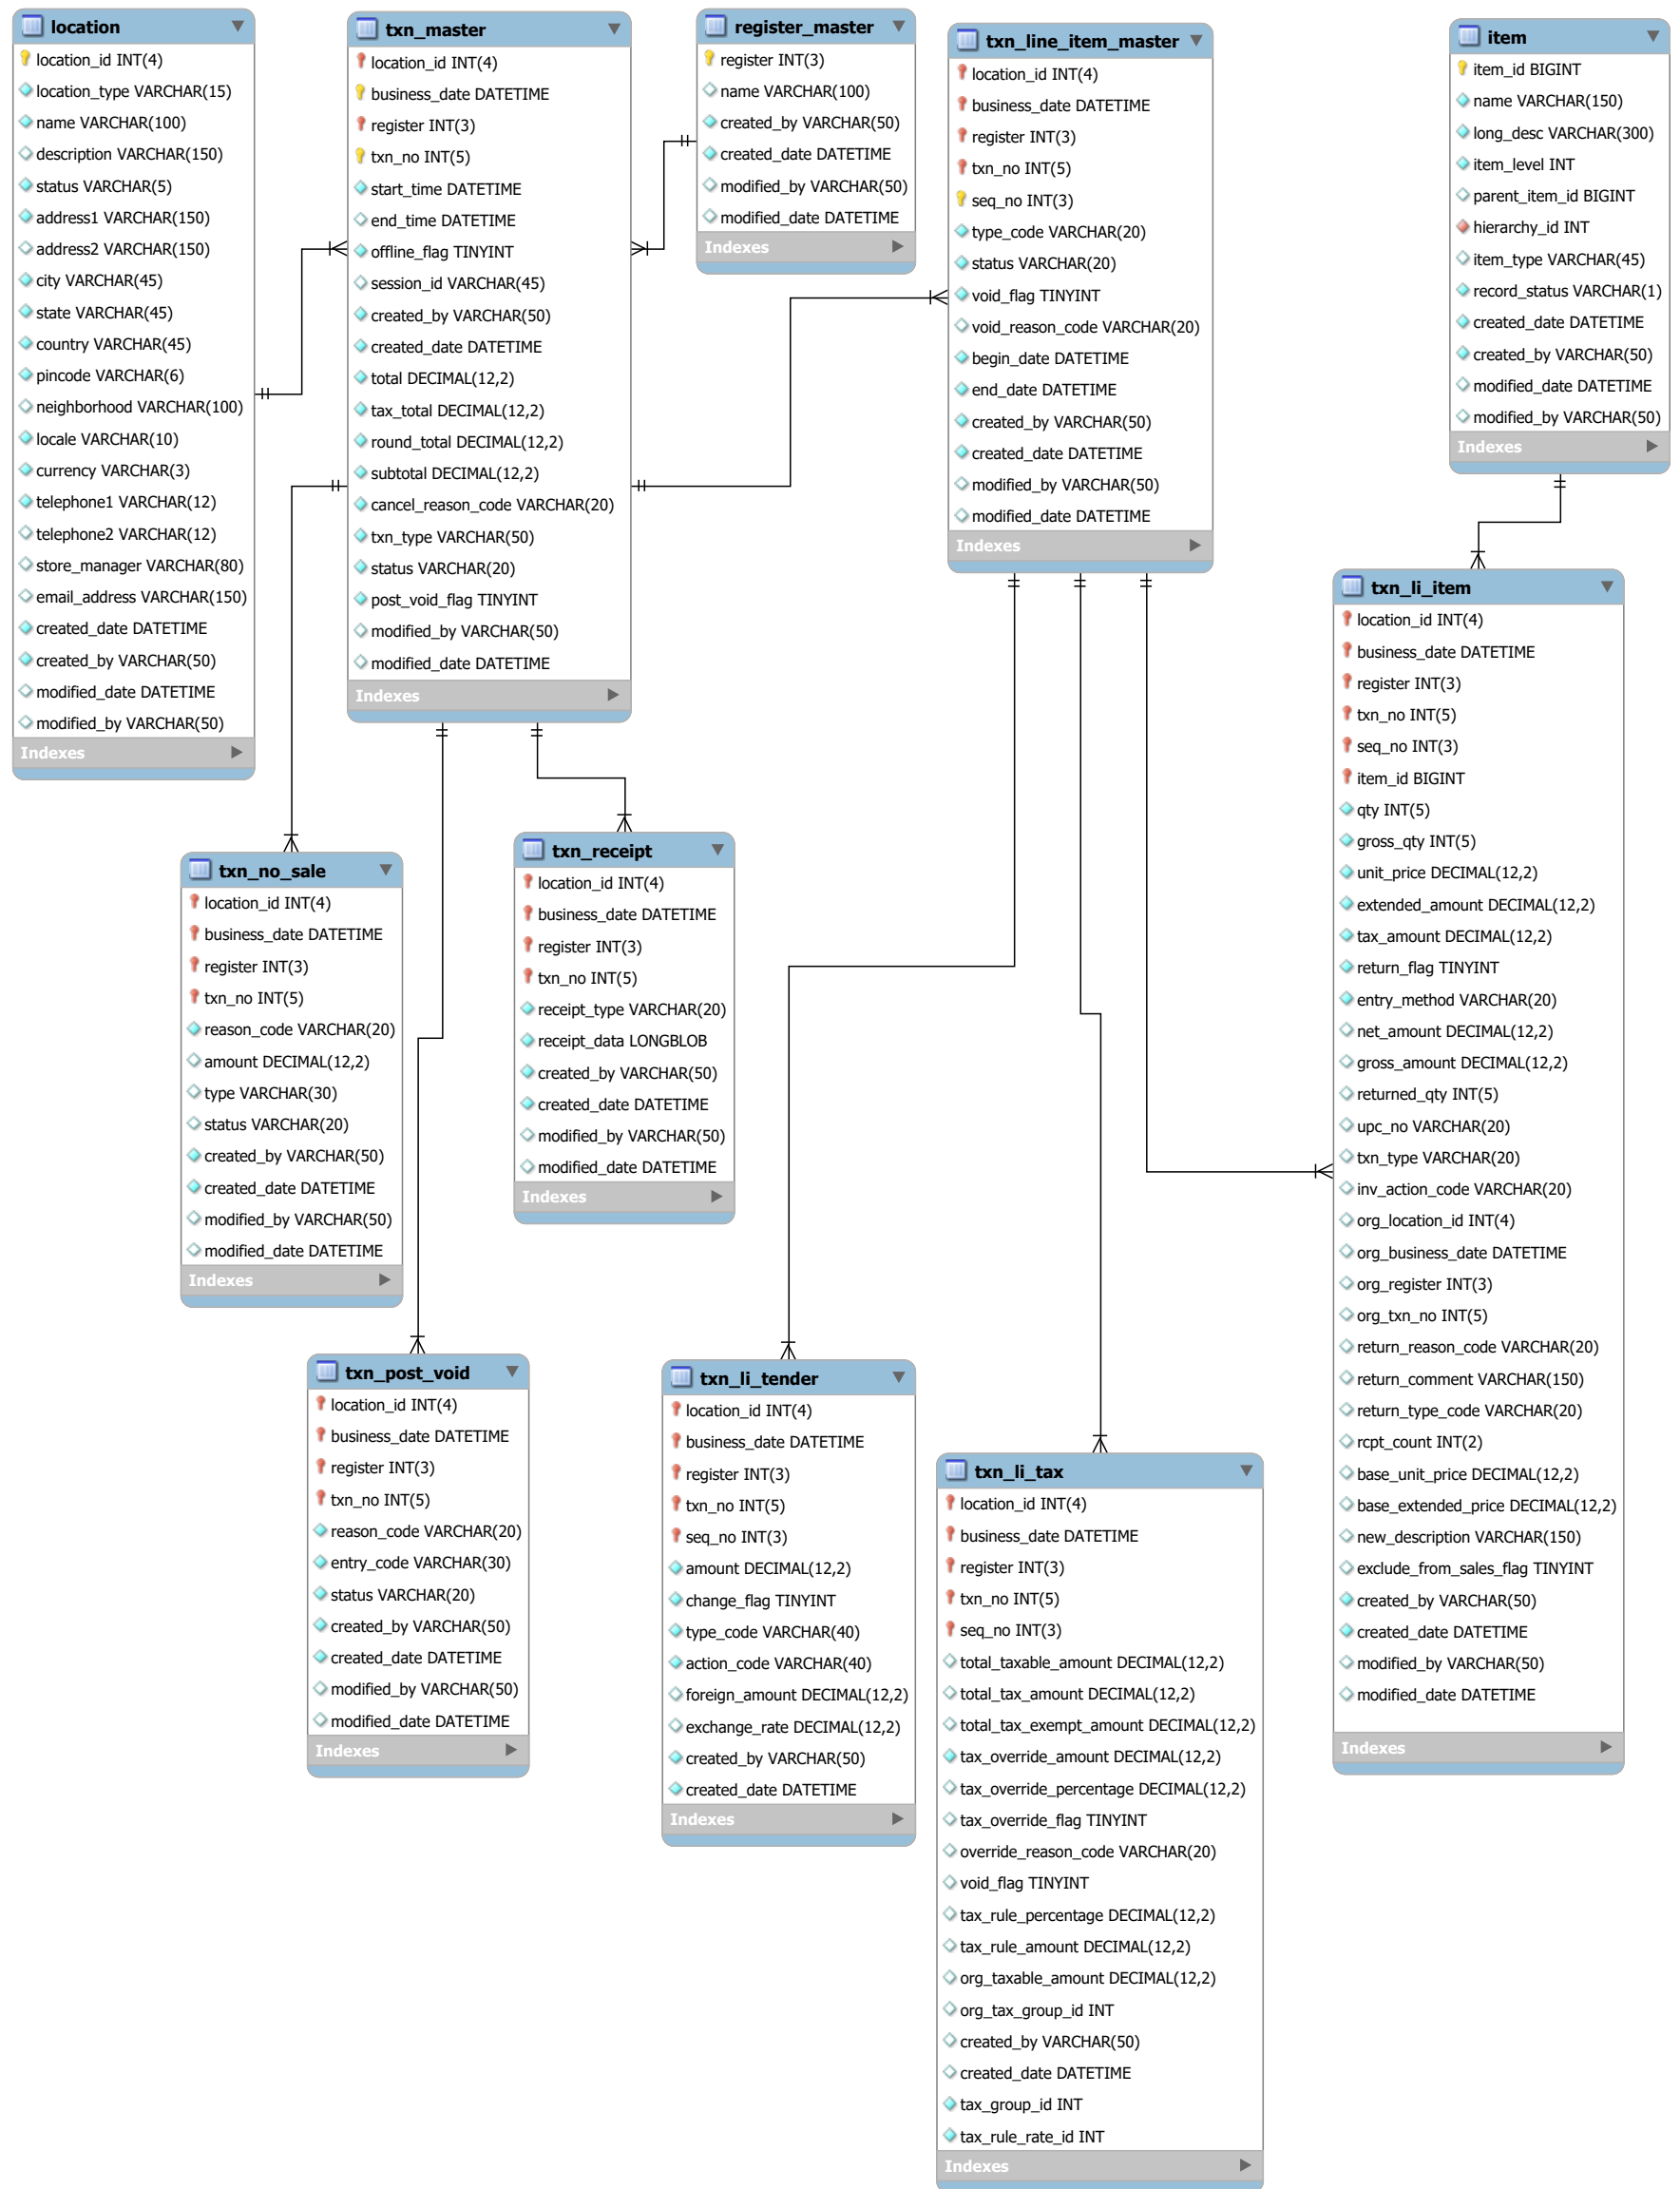 location
location_id INT(4)
location_type VARCHAR(15)
name VARCHAR(100)
description VARCHAR(150)
status VARCHAR(5)
address1 VARCHAR(150)
address2 VARCHAR(150)
city VARCHAR(45)
state VARCHAR(45)
country VARCHAR(45)
pincode VARCHAR(6)
neighborhood VARCHAR(100)
locale VARCHAR(10)
currency VARCHAR(3)
telephone1 VARCHAR(12)
telephone2 VARCHAR(12)
store_manager VARCHAR(80)
email_address VARCHAR(150)
created_date DATETIME
created_by VARCHAR(50)
modified_date DATETIME
modified_by VARCHAR(50)
Indexes
txn_master
location_id INT(4)
business_date DATETIME
register INT(3)
txn_no INT(5)
start_time DATETIME
end_time DATETIME
offline_flag TINYINT
session_id VARCHAR(45)
created_by VARCHAR(50)
created_date DATETIME
total DECIMAL(12,2)
tax_total DECIMAL(12,2)
round_total DECIMAL(12,2)
subtotal DECIMAL(12,2)
cancel_reason_code VARCHAR(20)
txn_type VARCHAR(50)
status VARCHAR(20)
post_void_flag TINYINT
modified_by VARCHAR(50)
modified_date DATETIME
Indexes
register_master
register INT(3)
name VARCHAR(100)
created_by VARCHAR(50)
created_date DATETIME
modified_by VARCHAR(50)
modified_date DATETIME
Indexes
txn_line_item_master
location_id INT(4)
business_date DATETIME
register INT(3)
txn_no INT(5)
seq_no INT(3)
type_code VARCHAR(20)
status VARCHAR(20)
void_flag TINYINT
void_reason_code VARCHAR(20)
begin_date DATETIME
end_date DATETIME
created_by VARCHAR(50)
created_date DATETIME
modified_by VARCHAR(50)
modified_date DATETIME
Indexes
item
item_id BIGINT
name VARCHAR(150)
long_desc VARCHAR(300)
item_level INT
parent_item_id BIGINT
hierarchy_id INT
item_type VARCHAR(45)
record_status VARCHAR(1)
created_date DATETIME
created_by VARCHAR(50)
modified_date DATETIME
modified_by VARCHAR(50)
Indexes
txn_li_item
location_id INT(4)
business_date DATETIME
register INT(3)
txn_no INT(5)
seq_no INT(3)
item_id BIGINT
qty INT(5)
gross_qty INT(5)
unit_price DECIMAL(12,2)
extended_amount DECIMAL(12,2)
tax_amount DECIMAL(12,2)
return_flag TINYINT
entry_method VARCHAR(20)
net_amount DECIMAL(12,2)
gross_amount DECIMAL(12,2)
returned_qty INT(5)
upc_no VARCHAR(20)
txn_type VARCHAR(20)
inv_action_code VARCHAR(20)
org_location_id INT(4)
org_business_date DATETIME
org_register INT(3)
org_txn_no INT(5)
return_reason_code VARCHAR(20)
return_comment VARCHAR(150)
return_type_code VARCHAR(20)
rcpt_count INT(2)
base_unit_price DECIMAL(12,2)
base_extended_price DECIMAL(12,2)
new_description VARCHAR(150)
exclude_from_sales_flag TINYINT
created_by VARCHAR(50)
created_date DATETIME
modified_by VARCHAR(50)
modified_date DATETIME
Indexes
txn_no_sale
location_id INT(4)
business_date DATETIME
register INT(3)
txn_no INT(5)
reason_code VARCHAR(20)
amount DECIMAL(12,2)
type VARCHAR(30)
status VARCHAR(20)
created_by VARCHAR(50)
created_date DATETIME
modified_by VARCHAR(50)
modified_date DATETIME
Indexes
txn_receipt
location_id INT(4)
business_date DATETIME
register INT(3)
txn_no INT(5)
receipt_type VARCHAR(20)
receipt_data LONGBLOB
created_by VARCHAR(50)
created_date DATETIME
modified_by VARCHAR(50)
modified_date DATETIME
Indexes
txn_post_void
location_id INT(4)
business_date DATETIME
register INT(3)
txn_no INT(5)
reason_code VARCHAR(20)
entry_code VARCHAR(30)
status VARCHAR(20)
created_by VARCHAR(50)
created_date DATETIME
modified_by VARCHAR(50)
modified_date DATETIME
Indexes
txn_li_tender
location_id INT(4)
business_date DATETIME
register INT(3)
txn_no INT(5)
seq_no INT(3)
amount DECIMAL(12,2)
change_flag TINYINT
type_code VARCHAR(40)
action_code VARCHAR(40)
foreign_amount DECIMAL(12,2)
exchange_rate DECIMAL(12,2)
created_by VARCHAR(50)
created_date DATETIME
Indexes
txn_li_tax
location_id INT(4)
business_date DATETIME
register INT(3)
txn_no INT(5)
seq_no INT(3)
total_taxable_amount DECIMAL(12,2)
total_tax_amount DECIMAL(12,2)
total_tax_exempt_amount DECIMAL(12,2)
tax_override_amount DECIMAL(12,2)
tax_override_percentage DECIMAL(12,2)
tax_override_flag TINYINT
override_reason_code VARCHAR(20)
void_flag TINYINT
tax_rule_percentage DECIMAL(12,2)
tax_rule_amount DECIMAL(12,2)
org_taxable_amount DECIMAL(12,2)
org_tax_group_id INT
created_by VARCHAR(50)
created_date DATETIME
tax_group_id INT
tax_rule_rate_id INT
Indexes